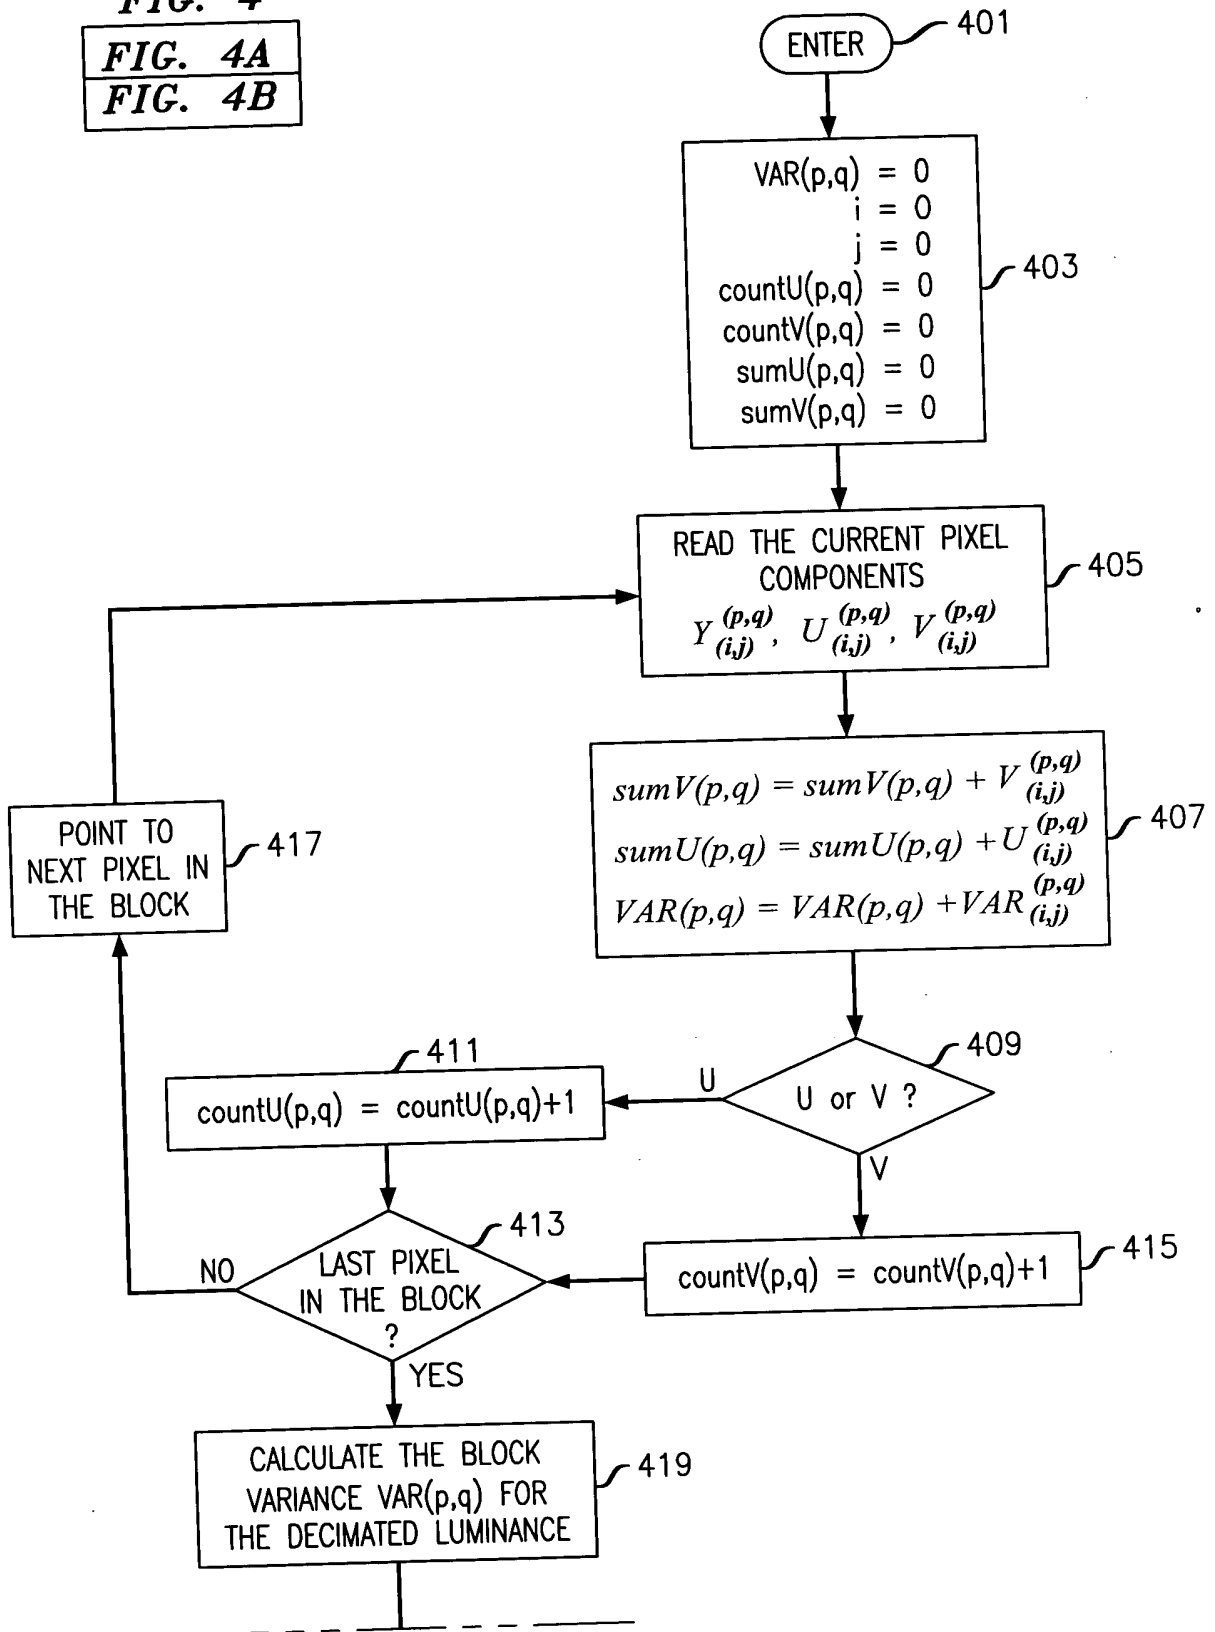 FIG. 4
FIG. 4A
FIG. 4B
ENTER
401
VAR(p,q) = 0
i = 0
j = 0
countU(p,q) = 0
countV(p,q) = 0
sumU(p,q) = 0
sumV(p,q) = 0
403
READ THE CURRENT PIXEL
COMPONENTS
Y (p,q) (i,j), U (p,q) (i,j), V (p,q) (i,j)
405
sumV(p,q) = sumV(p,q) + V (p,q) (i,j)
sumU(p,q) = sumU(p,q) + U (p,q) (i,j)
VAR(p,q) = VAR(p,q) + VAR (p,q) (i,j)
407
POINT TO
NEXT PIXEL IN
THE BLOCK
417
U or V ?
409
U
V
countU(p,q) = countU(p,q)+1
411
LAST PIXEL
IN THE BLOCK
?
413
NO
YES
countV(p,q) = countV(p,q)+1
415
CALCULATE THE BLOCK
VARIANCE VAR(p,q) FOR
THE DECIMATED LUMINANCE
419